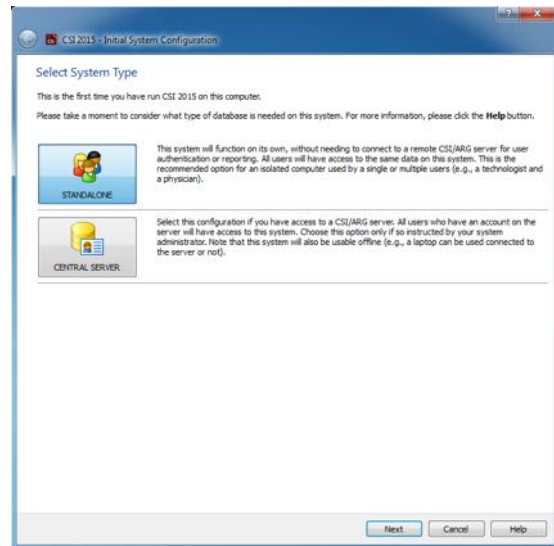 CSI 2015 - Initial System Configuration
Select System Type
This is the first time you have run CSI 2015 on this computer.
Please take a moment to consider what type of database is needed on this system. For more information, please click the Help button.
This system will function on its own, without needing to connect to a remote CSI/ARG server for user
authentication or reporting. All users will have access to the same data on this system. This is the
recommended option for an isolated computer used by a single or multiple users (e.g., a technologist and
a physician).
STANDALONE
Select this configuration if you have access to a CSI/ARG server. All users who have an account on the
server will have access to this system. Choose this option only if so instructed by your system
administrator. Note that this system will also be usable offline (e.g., a laptop can be used connected to
the server or not).
CENTRAL SERVER
Next Cancel Help